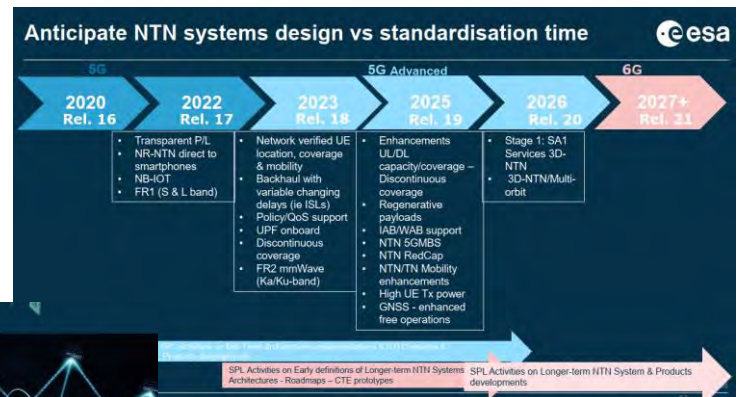 Anticipate NTN systems design vs standardisation time
esa
5G
5G Advanced
6G
2020
Rel. 16
2022
Rel. 17
2023
Rel. 18
2025
Rel. 19
2026
Rel. 20
2027+
Rel. 21
• Transparent P/L
• NR-NTN direct to
smartphones
• NB-IOT
• FR1 (S & L band)
• Network verified UE
location, coverage
& mobility
• Backhaul with
variable changing
delays (ie ISLs)
• Policy/QoS support
• UPF onboard
• Discontinuous
coverage
• FR2 mmWave
(Ka/Ku-band)
• Enhancements
UL/DL
capacity/coverage –
Discontinuous
coverage
• Regenerative
payloads
• IAB/WAB support
• NTN 5GMBS
• NTN RedCap
• NTN/TN Mobility
enhancements
• High UE Tx power
• GNSS - enhanced
free operations
• Stage 1: SA1
Services 3D-
NTN
• 3D-NTN/Multi-
orbit
SPL Activities on Early definitions of Longer-term NTN Systems
Architectures - Roadmaps – CTE prototypes
SPL Activities on Longer-term NTN System & Products
developments